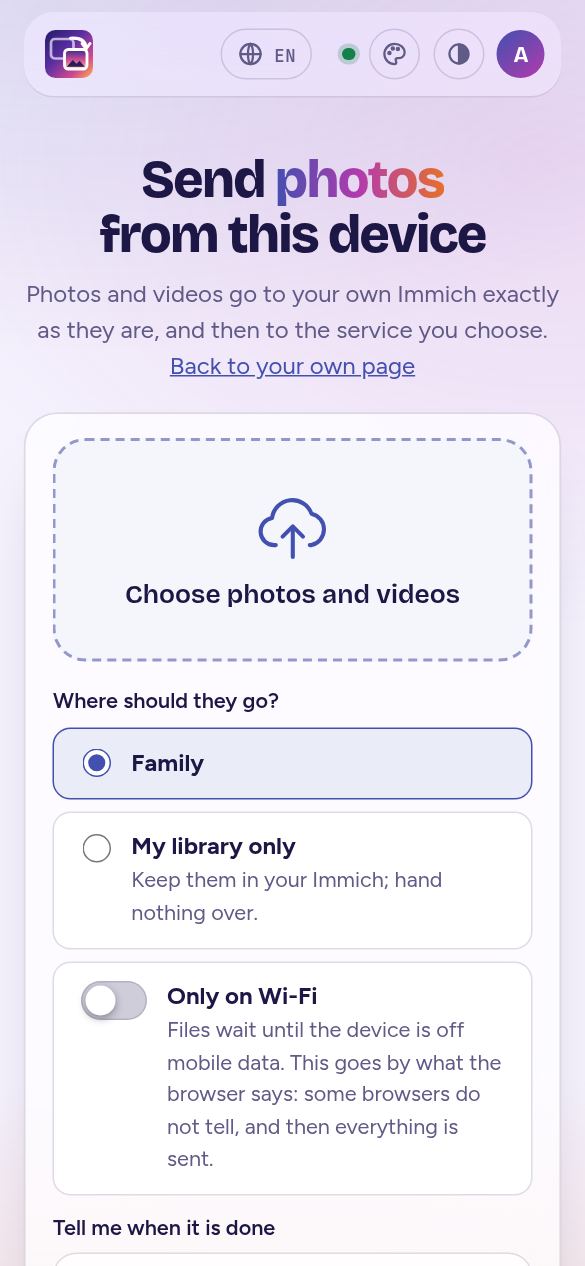 EN
A
Send photos
from this device
Photos and videos go to your own Immich exactly
as they are, and then to the service you choose.
Back to your own page
Choose photos and videos
Where should they go?
Family
My library only
Keep them in your Immich; hand
nothing over.
Only on Wi-Fi
Files wait until the device is off
mobile data. This goes by what the
browser says: some browsers do
not tell, and then everything is
sent.
Tell me when it is done